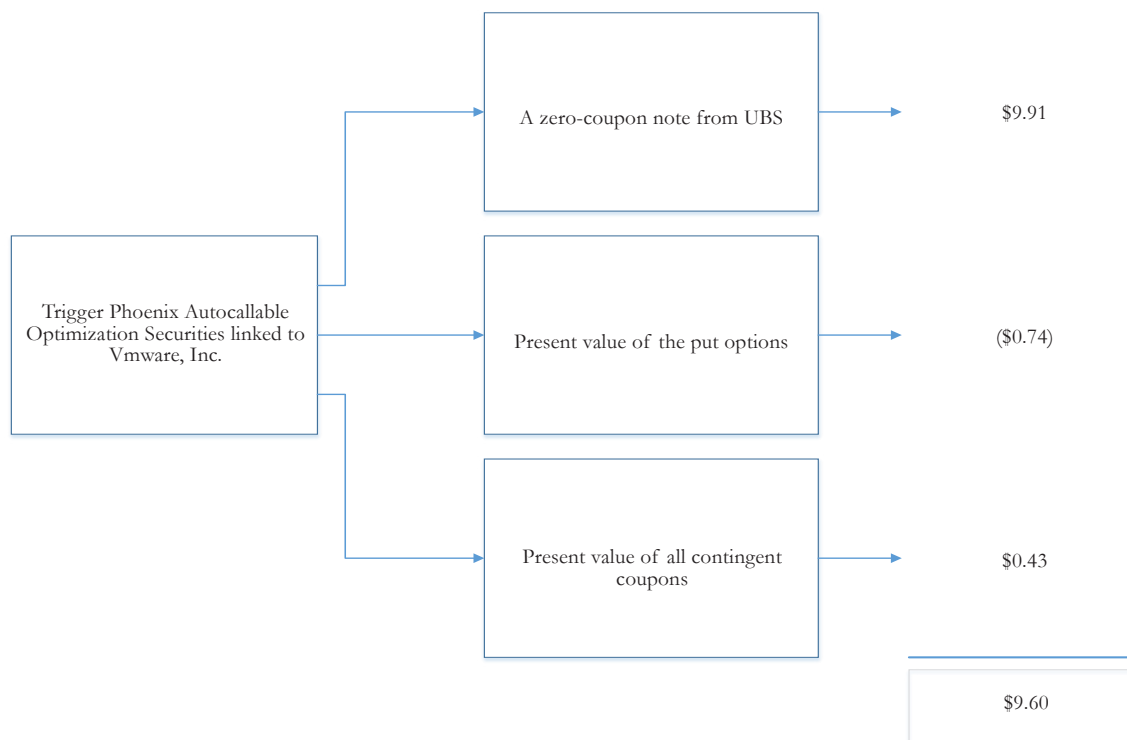 A zero-coupon note from UBS
$9.91
Trigger Phoenix Autocallable
Optimization Securities linked to
Vmware, Inc.
Present value of the put options
($0.74)
Present value of all contingent
coupons
$0.43
$9.60